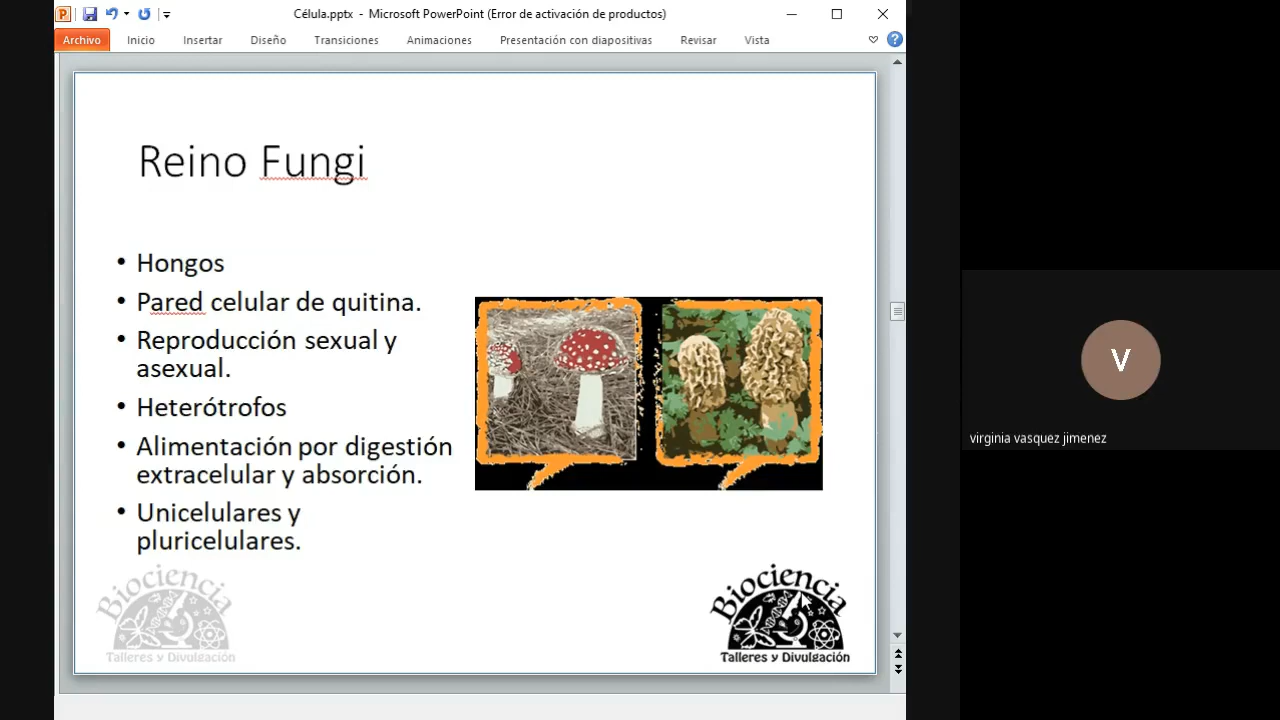 Célula.pptx - Microsoft PowerPoint (Error de activación de productos)
Archivo Inicio Insertar Diseño Transiciones Animaciones Presentación con diapositivas Revisar Vista
Reino Fungi
• Hongos
• Pared celular de quitina.
• Reproducción sexual y
asexual.
• Heterótrofos
• Alimentación por digestión
extracelular y absorción.
• Unicelulares y
pluricelulares.
Biociencia
Talleres y Divulgación
Biociencia
Talleres y Divulgación
V
virginia vasquez jimenez